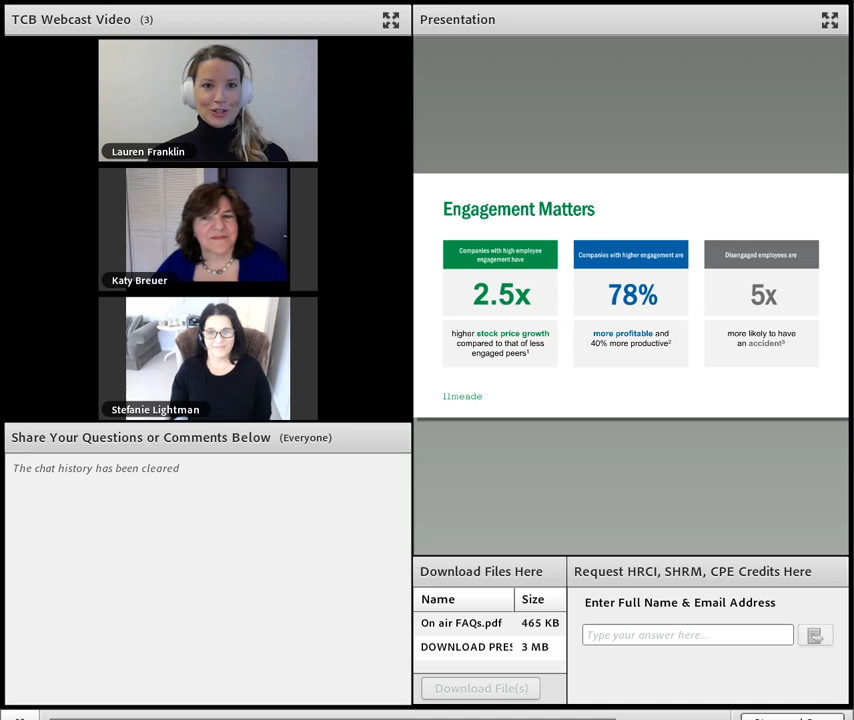 TCB Webcast Video (3)
Lauren Franklin
Katy Breuer
Stefanie Lightman
Share Your Questions or Comments Below (Everyone)
The chat history has been cleared
Presentation
Engagement Matters
Companies with high employee
engagement have
2.5x
higher stock price growth
compared to that of less
engaged peers¹
Companies with higher engagement are
78%
more profitable and
40% more productive²
Disengaged employees are
5x
more likely to have
an accident³
limeade
Download Files Here
Name Size
On air FAQs.pdf 465 KB
DOWNLOAD PRES 3 MB
Download File(s)
Request HRCI, SHRM, CPE Credits Here
Enter Full Name & Email Address
Type your answer here...